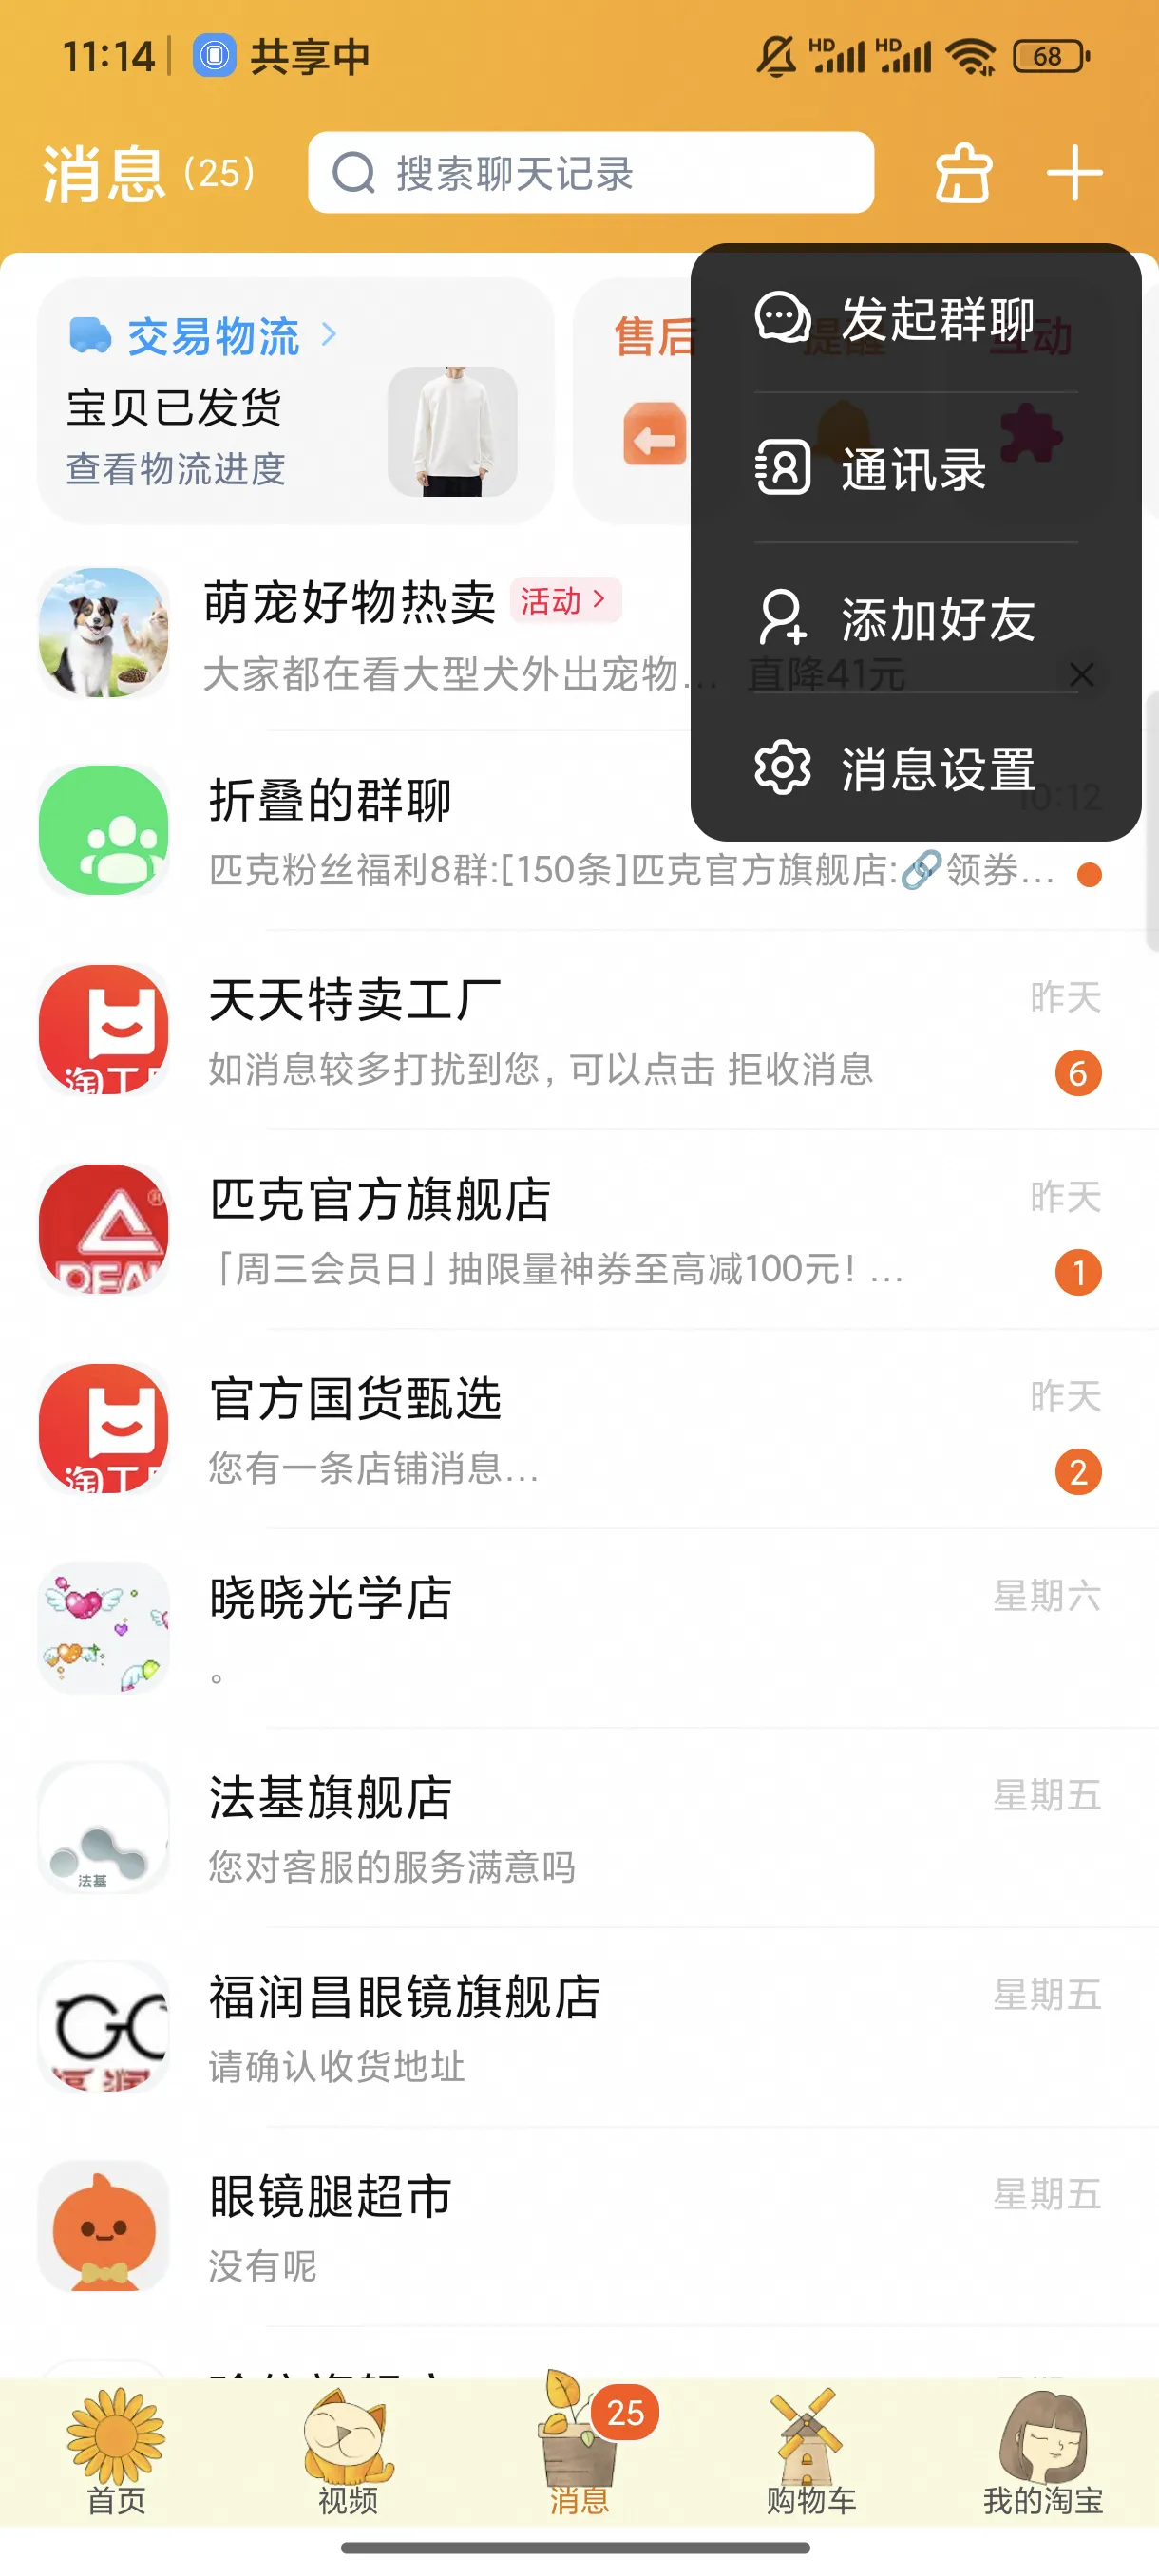 11:14
共享中
HD
HD
68
消息 (25)
搜索聊天记录
发起群聊
通讯录
添加好友
消息设置
交易物流
宝贝已发货
查看物流进度
售后
提醒
互动
萌宠好物热卖
活动
大家都在看大型犬外出宠物...
直降41元
折叠的群聊
10:12
匹克粉丝福利8群:[150条]匹克官方旗舰店:🔗领券...
天天特卖工厂
昨天
如消息较多打扰到您, 可以点击 拒收消息
6
匹克官方旗舰店
昨天
「周三会员日」抽限量神券至高减100元! ...
1
官方国货甄选
昨天
您有一条店铺消息...
2
晓晓光学店
星期六
。
法基
法基旗舰店
星期五
您对客服的服务满意吗
福润昌眼镜旗舰店
星期五
请确认收货地址
眼镜腿超市
星期五
没有呢
首页
视频
25
消息
购物车
我的淘宝